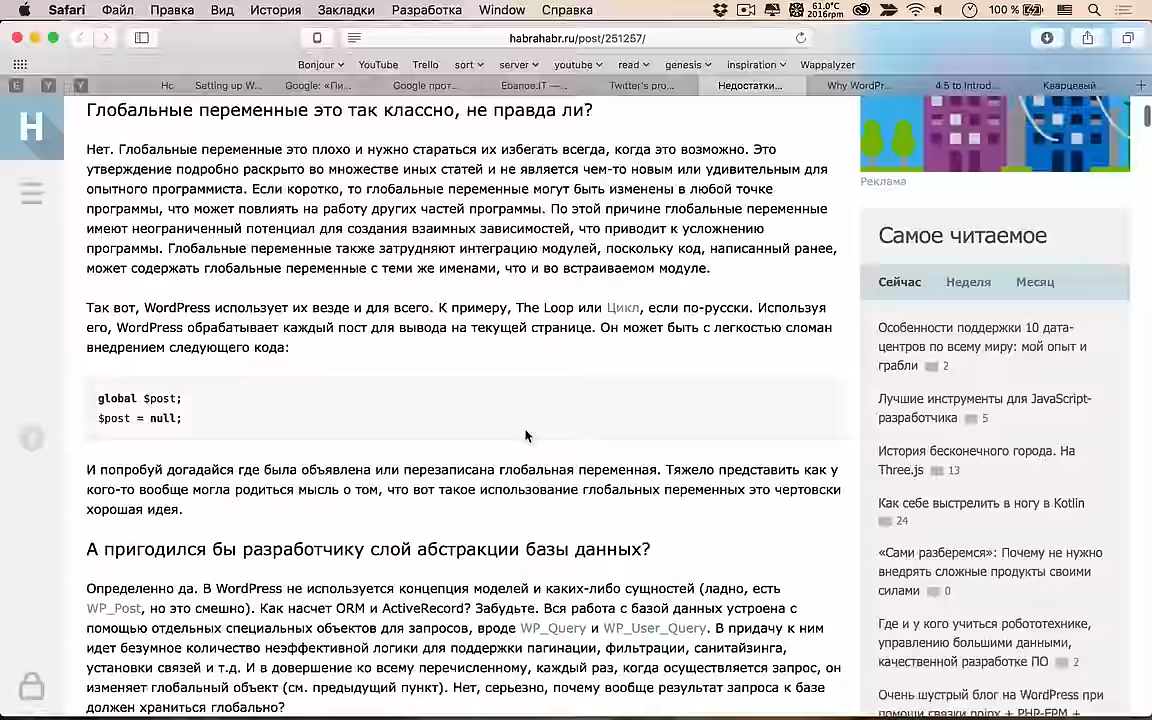 Safari Файл Правка Вид История Закладки Разработка Window Справка 61.0°C 2016rpm 100 %
habrahabr.ru/post/251257/
Bonjour YouTube Trello sort server youtube read genesis inspiration Wappalyzer
E Y Y Hc Setting up W... Google: «Пи... Google прот... Еbanoe.IT —... Twitter's pro... Недостатки... Why WordPr... 4.5 to Introd... Кварцевый...
H
Глобальные переменные это так классно, не правда ли?
Нет. Глобальные переменные это плохо и нужно стараться их избегать всегда, когда это возможно. Это
утверждение подробно раскрыто во множестве иных статей и не является чем-то новым или удивительным для
опытного программиста. Если коротко, то глобальные переменные могут быть изменены в любой точке
программы, что может повлиять на работу других частей программы. По этой причине глобальные переменные
имеют неограниченный потенциал для создания взаимных зависимостей, что приводит к усложнению
программы. Глобальные переменные также затрудняют интеграцию модулей, поскольку код, написанный ранее,
может содержать глобальные переменные с теми же именами, что и во встраиваемом модуле.
Так вот, WordPress использует их везде и для всего. К примеру, The Loop или Цикл, если по-русски. Используя
его, WordPress обрабатывает каждый пост для вывода на текущей странице. Он может быть с легкостью сломан
внедрением следующего кода:
global $post;
$post = null;
И попробуй догадайся где была объявлена или перезаписана глобальная переменная. Тяжело представить как у
кого-то вообще могла родиться мысль о том, что вот такое использование глобальных переменных это чертовски
хорошая идея.
А пригодился бы разработчику слой абстракции базы данных?
Определенно да. В WordPress не используется концепция моделей и каких-либо сущностей (ладно, есть
WP_Post, но это смешно). Как насчет ORM и ActiveRecord? Забудьте. Вся работа с базой данных устроена с
помощью отдельных специальных объектов для запросов, вроде WP_Query и WP_User_Query. В придачу к ним
идет безумное количество неэффективной логики для поддержки пагинации, фильтрации, санитайзинга,
установки связей и т.д. И в довершение ко всему перечисленному, каждый раз, когда осуществляется запрос, он
изменяет глобальный объект (см. предыдущий пункт). Нет, серьезно, почему вообще результат запроса к базе
должен храниться глобально?
Реклама
Самое читаемое
Сейчас Неделя Месяц
Особенности поддержки 10 дата-
центров по всему миру: мой опыт и
грабли 2
Лучшие инструменты для JavaScript-
разработчика 5
История бесконечного города. На
Three.js 13
Как себе выстрелить в ногу в Kotlin
24
«Сами разберемся»: Почему не нужно
внедрять сложные продукты своими
силами 0
Где и у кого учиться робототехнике,
управлению большими данными,
качественной разработке ПО 2
Очень шустрый блог на WordPress при
помощи связки nginx + PHP-FPM +